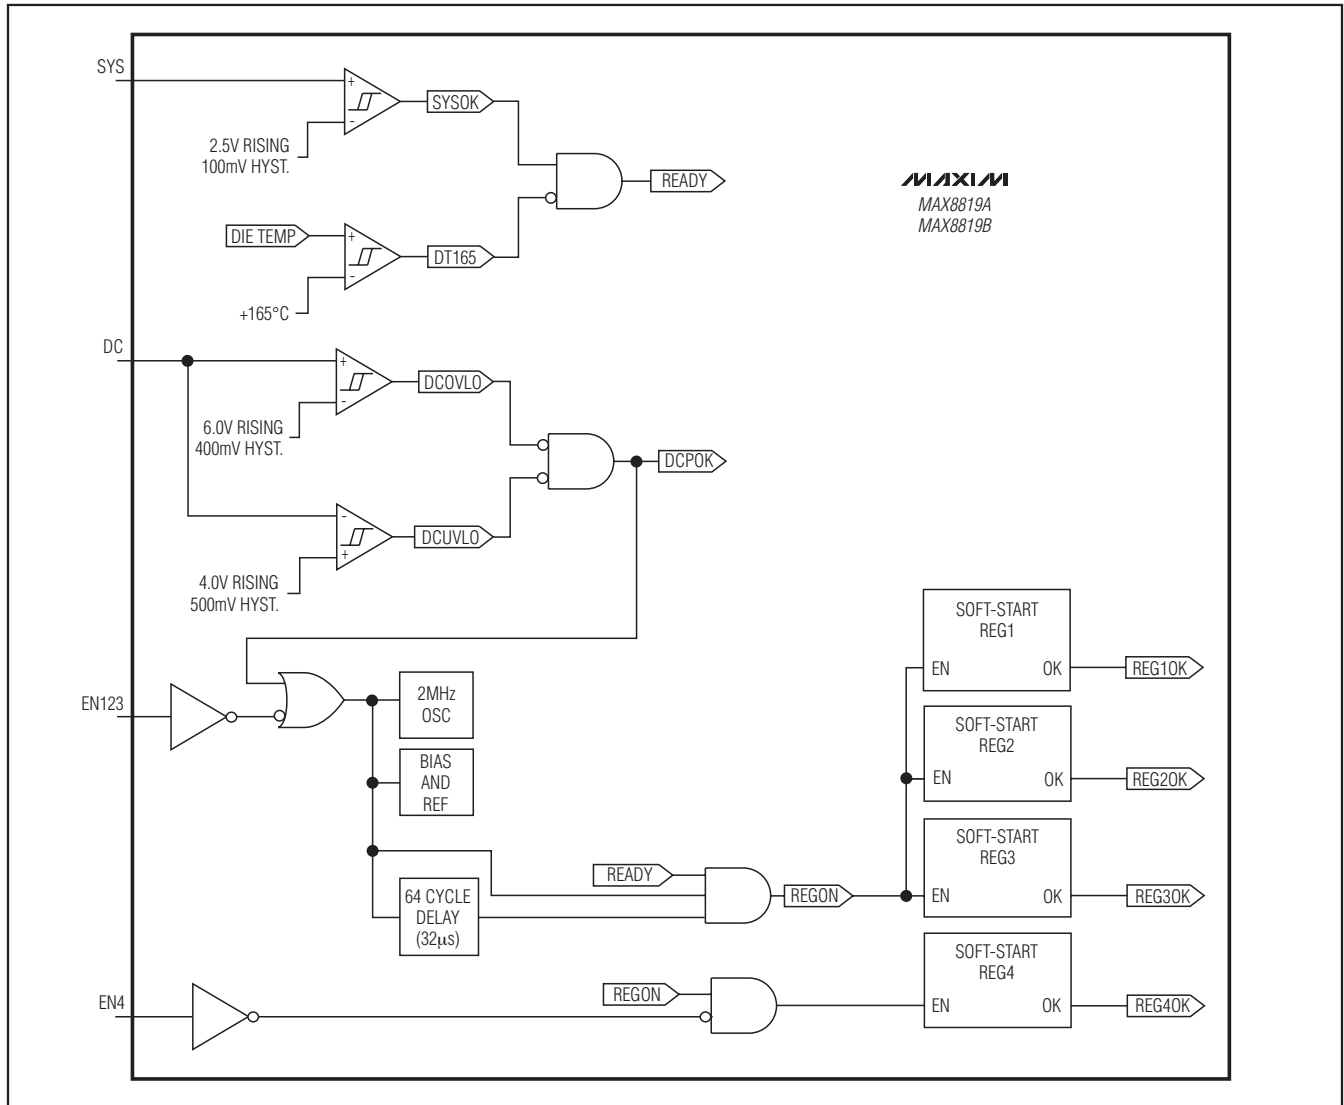 SYS
+
-
SYSOK
2.5V RISING
100mV HYST.
READY
MAXIM
MAX8819A
MAX8819B
DIE TEMP
+
-
DT165
+165°C
DC
+
-
DCOVLO
6.0V RISING
400mV HYST.
DCPOK
-
+
DCUVLO
4.0V RISING
500mV HYST.
SOFT-START
REG1
EN
OK
REG1OK
EN123
2MHz
OSC
SOFT-START
REG2
EN
OK
REG2OK
BIAS
AND
REF
SOFT-START
REG3
EN
OK
REG3OK
READY
REGON
64 CYCLE
DELAY
(32µs)
SOFT-START
REG4
EN
OK
REG4OK
REGON
EN4